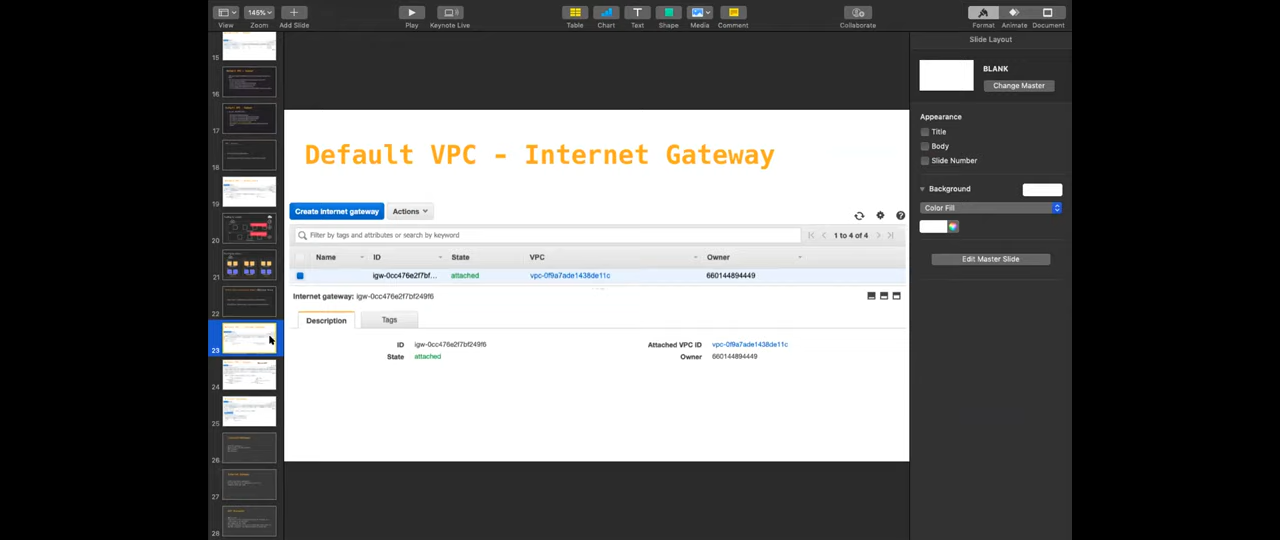 145%
View
Zoom
Add Slide
Play
Keynote Live
Table
Chart
Text
Shape
Media
Comment
Collaborate
Format
Animate
Document
15
16
17
18
19
20
21
22
23
24
25
26
27
28
Default VPC - Internet Gateway
Create internet gateway
Actions
Filter by tags and attributes or search by keyword
1 to 4 of 4
Name ID State VPC Owner
igw-0cc476e2f7bf... attached vpc-0f9a7ade1438de11c 660144894449
Internet gateway: igw-0cc476e2f7bf249f6
Description
Tags
ID igw-0cc476e2f7bf249f6 Attached VPC ID vpc-0f9a7ade1438de11c
State attached Owner 660144894449
Slide Layout
BLANK
Change Master
Appearance
Title
Body
Slide Number
Background
Color Fill
Edit Master Slide